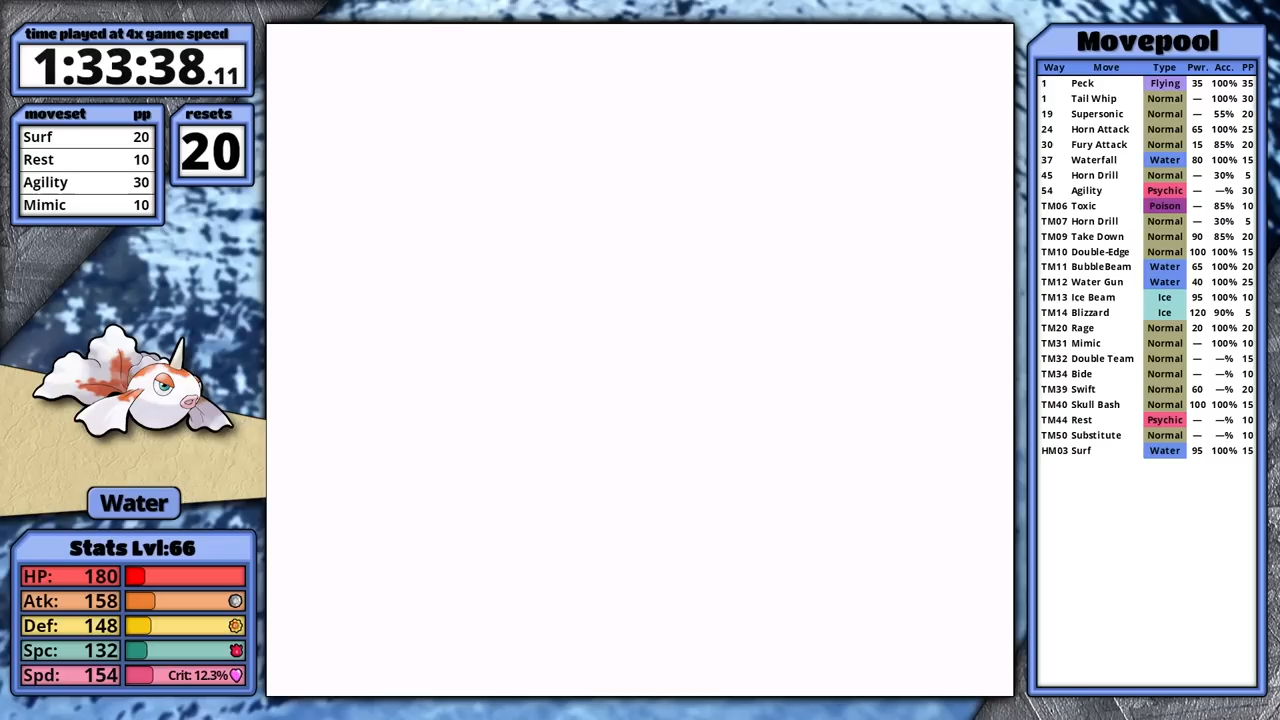 time played at 4x game speed
1:33:38.11
moveset pp
Surf 20
Rest 10
Agility 30
Mimic 10
resets
20
Water
Stats Lvl:66
HP: 180
Atk: 158
Def: 148
Spc: 132
Spd: 154 Crit: 12.3%
Movepool
Way Move Type Pwr. Acc. PP
1 Peck Flying 35 100% 35
1 Tail Whip Normal — 100% 30
19 Supersonic Normal — 55% 20
24 Horn Attack Normal 65 100% 25
30 Fury Attack Normal 15 85% 20
37 Waterfall Water 80 100% 15
45 Horn Drill Normal — 30% 5
54 Agility Psychic — —% 30
TM06 Toxic Poison — 85% 10
TM07 Horn Drill Normal — 30% 5
TM09 Take Down Normal 90 85% 20
TM10 Double-Edge Normal 100 100% 15
TM11 BubbleBeam Water 65 100% 20
TM12 Water Gun Water 40 100% 25
TM13 Ice Beam Ice 95 100% 10
TM14 Blizzard Ice 120 90% 5
TM20 Rage Normal 20 100% 20
TM31 Mimic Normal — 100% 10
TM32 Double Team Normal — —% 15
TM34 Bide Normal — —% 10
TM39 Swift Normal 60 —% 20
TM40 Skull Bash Normal 100 100% 15
TM44 Rest Psychic — —% 10
TM50 Substitute Normal — —% 10
HM03 Surf Water 95 100% 15